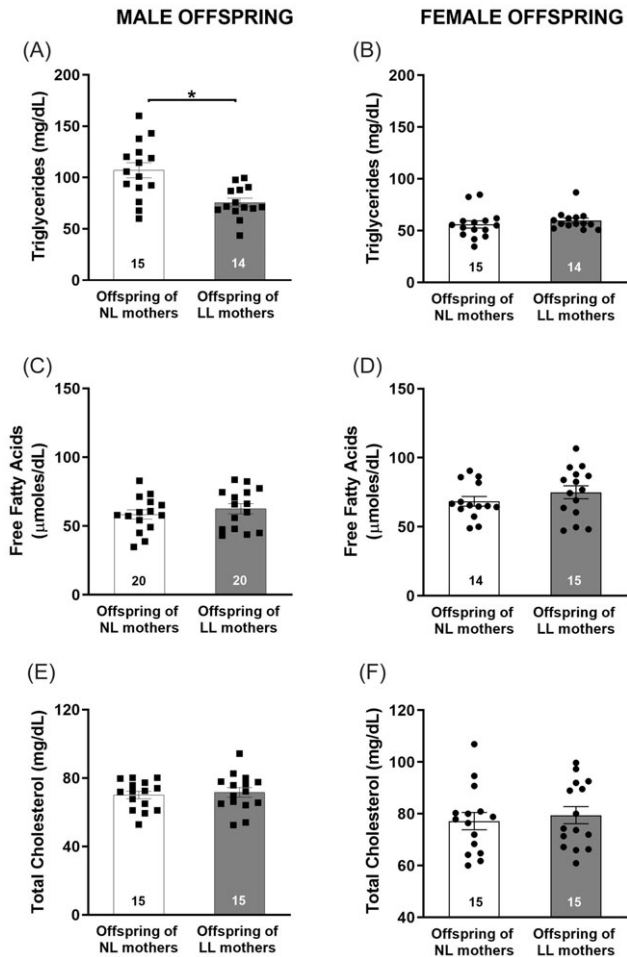 MALE OFFSPRING
FEMALE OFFSPRING
(A)
Triglycerides (mg/dL)
200
150
100
50
0
*
15
14
Offspring of NL mothers
Offspring of LL mothers
(B)
Triglycerides (mg/dL)
200
150
100
50
0
15
14
Offspring of NL mothers
Offspring of LL mothers
(C)
Free Fatty Acids
(μmoles/dL)
150
100
50
0
20
20
Offspring of NL mothers
Offspring of LL mothers
(D)
Free Fatty Acids
(μmoles/dL)
150
100
50
0
14
15
Offspring of NL mothers
Offspring of LL mothers
(E)
Total Cholesterol (mg/dL)
120
80
40
0
15
15
Offspring of NL mothers
Offspring of LL mothers
(F)
Total Cholesterol (mg/dL)
120
100
80
60
40
15
15
Offspring of NL mothers
Offspring of LL mothers